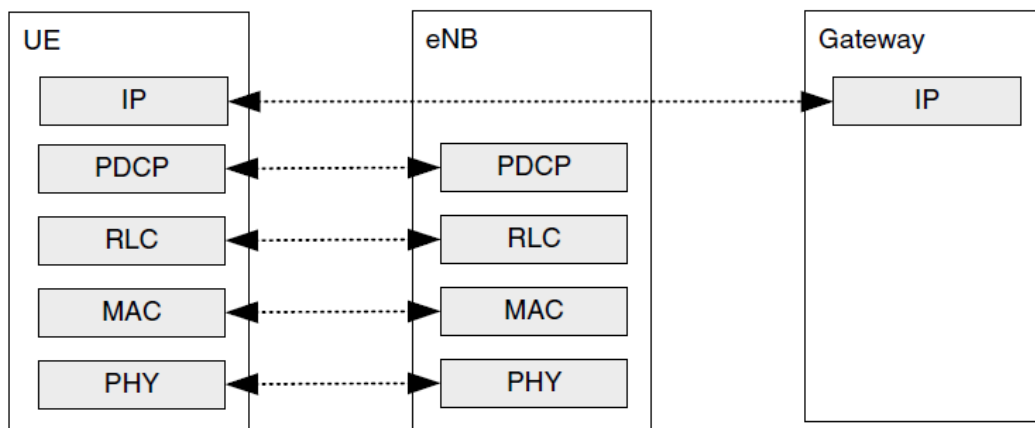 UE
eNB
Gateway
IP
IP
PDCP
PDCP
RLC
RLC
MAC
MAC
PHY
PHY